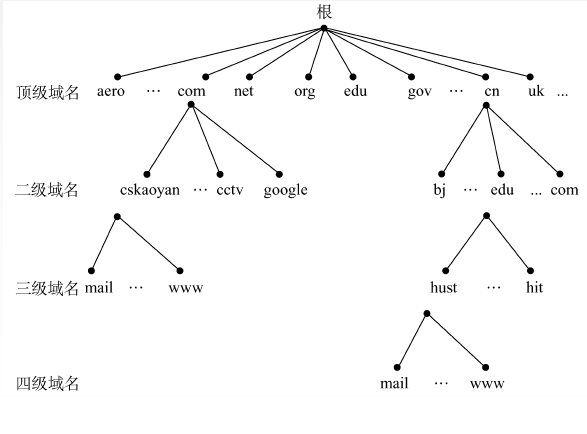 根
顶级域名 aero ... com net org edu gov ... cn uk ...
二级域名 cskaoyan ... cctv google bj ... edu ... com
三级域名 mail ... www hust ... hit
四级域名 mail ... www